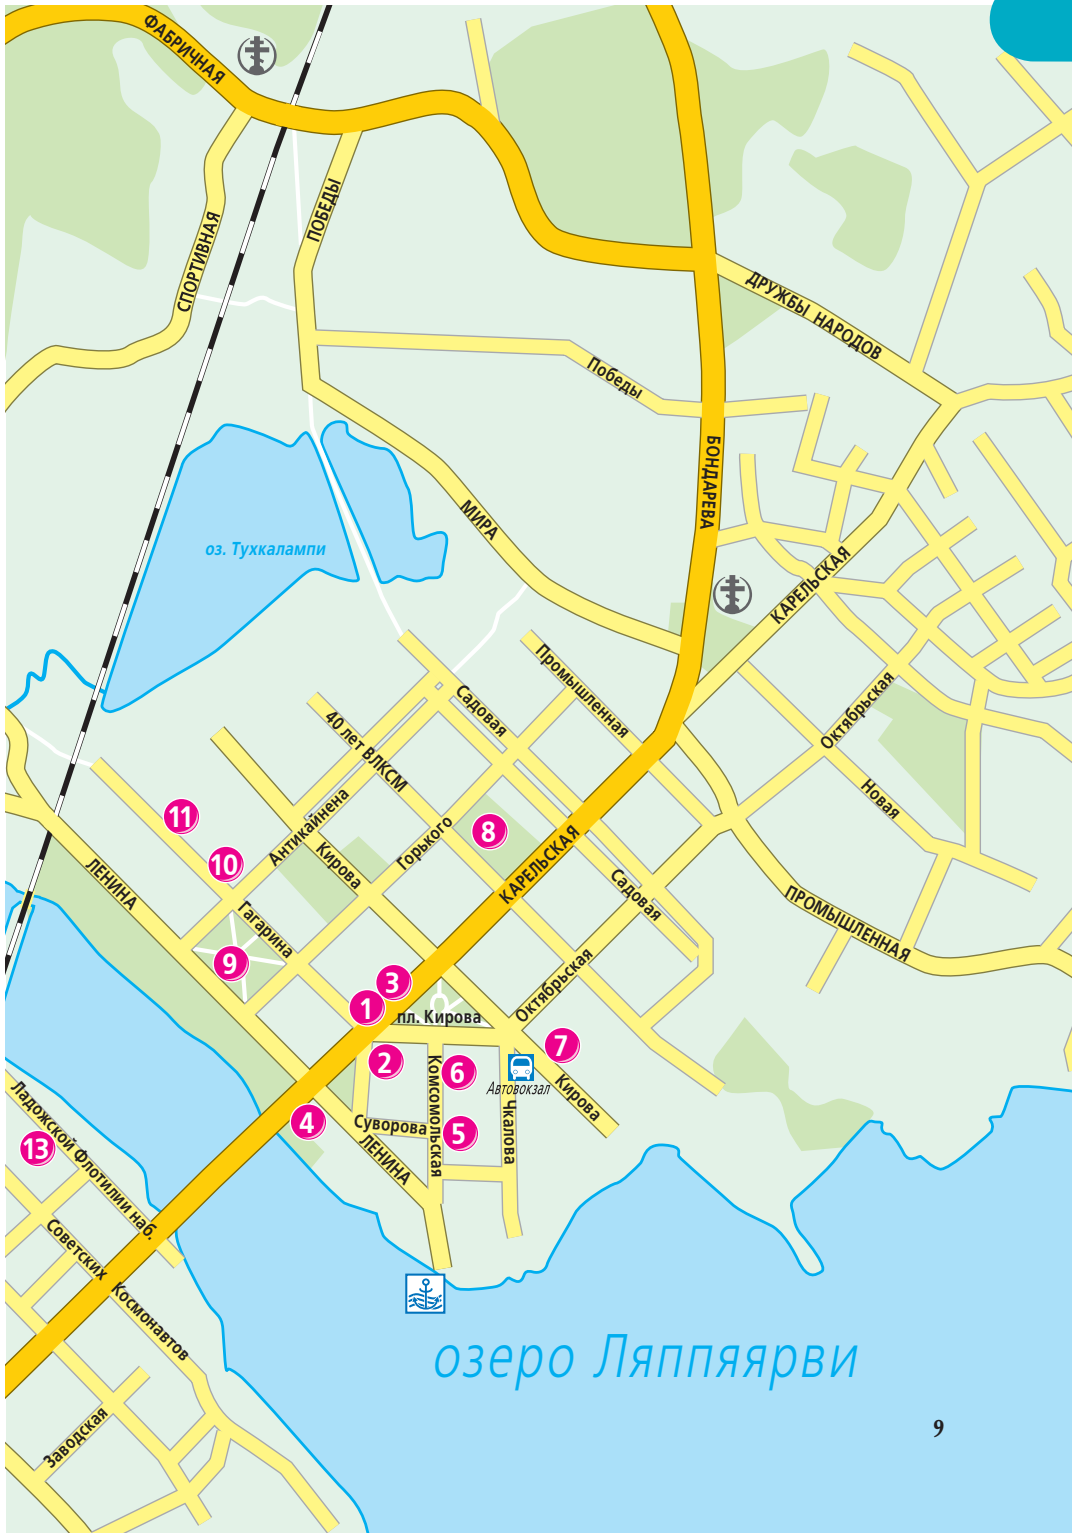 ФАБРИЧНАЯ
СПОРТИВНАЯ
ПОБЕДЫ
ДРУЖБЫ НАРОДОВ
Победы
БОНДАРЕВА
МИРА
оз. Тухкалампи
КАРЕЛЬСКАЯ
Промышленная
Садовая
40 лет ВЛКСМ
Октябрьская
Новая
Антикайнена
Горького
Кирова
11
8
10
КАРЕЛЬСКАЯ
ЛЕНИНА
Садовая
Гагарина
ПРОМЫШЛЕННАЯ
9
3
1
Октябрьская
пл. Кирова
2
6
7
Автовокзал
Кирова
Комсомольская
Чкалова
4
Суворова
5
ЛЕНИНА
13
Ладожской Флотилии наб.
Советских Космонавтов
Заводская
озеро Ляппяярви
9